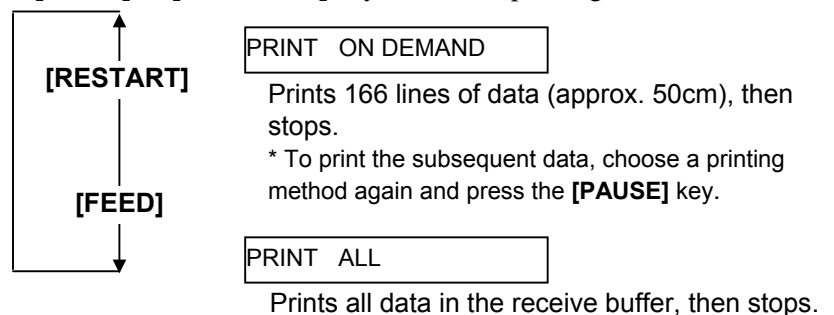 PRINT ON DEMAND
[RESTART]
Prints 166 lines of data (approx. 50cm), then
stops.
* To print the subsequent data, choose a printing
method again and press the [PAUSE] key.
[FEED]
PRINT ALL
Prints all data in the receive buffer, then stops.